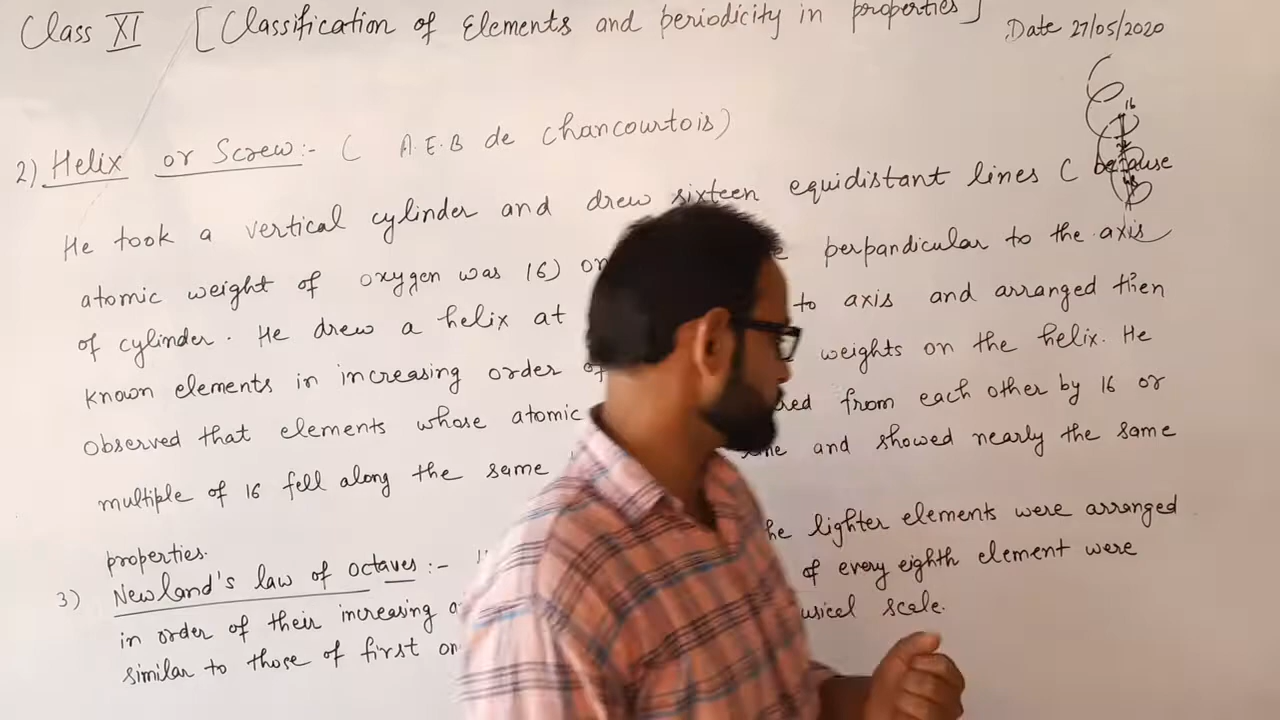 Class XI [Classification of Elements and periodicity in properties]
Date 27/05/2020
16
2) Helix or Screw:- ( A.E.B de Chancourtois)
He took a vertical cylinder and drew sixteen equidistant lines ( because
atomic weight of oxygen was 16) on perpandicular to the axis
of cylinder. He drew a helix at to axis and arranged then
known elements in increasing order of weights on the helix. He
observed that elements whose atomic from each other by 16 or
multiple of 16 fell along the same and showed nearly the same
properties.
3) Newland's law of octaves:- lighter elements were arranged
in order of their increasing of every eighth element were
similar to those of first scale.